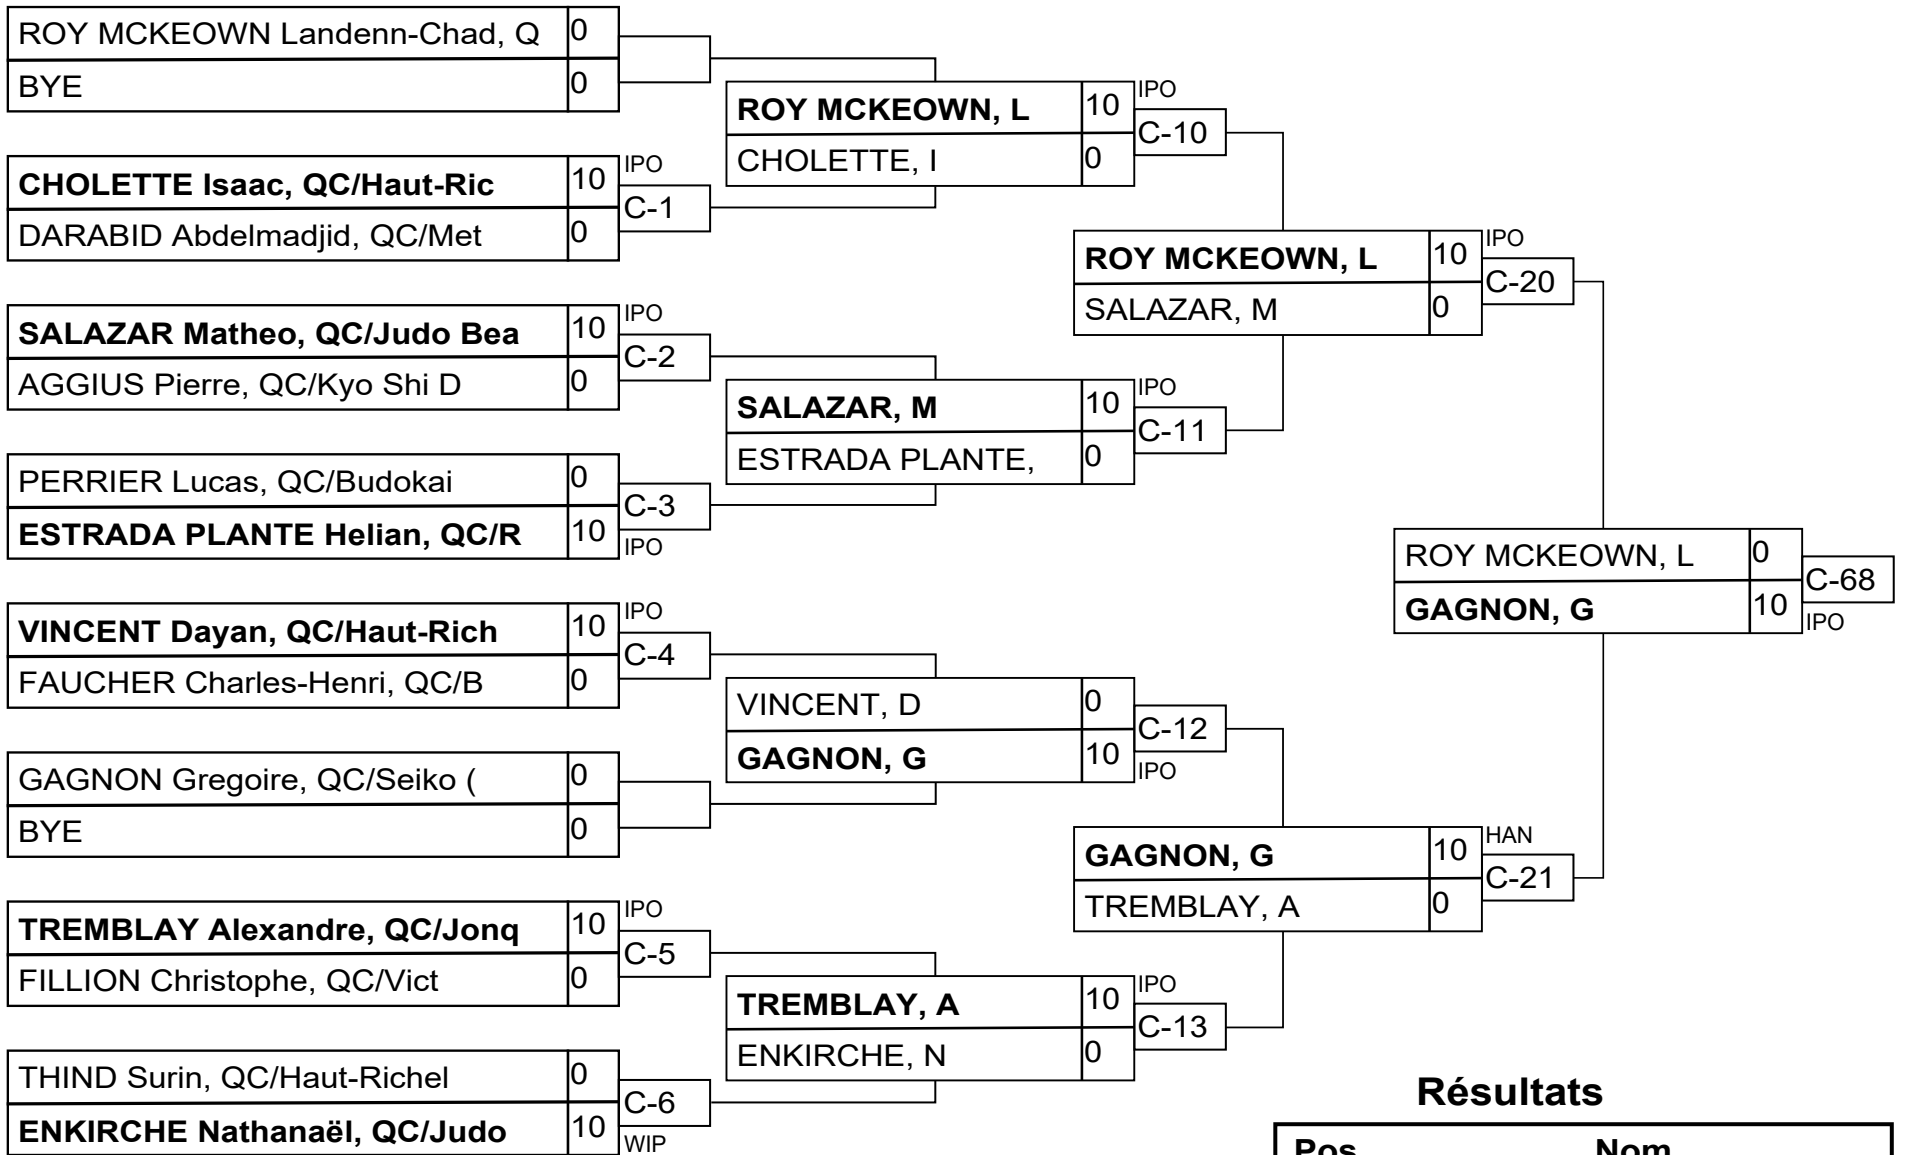 ROY MCKEOWN Landenn-Chad, Q 0
BYE 0
CHOLETTE Isaac, QC/Haut-Ric 10 IPO
C-1
DARABID Abdelmadjid, QC/Met 0
SALAZAR Matheo, QC/Judo Bea 10 IPO
C-2
AGGIUS Pierre, QC/Kyo Shi D 0
PERRIER Lucas, QC/Budokai 0
C-3
ESTRADA PLANTE Helian, QC/R 10 IPO
VINCENT Dayan, QC/Haut-Rich 10 IPO
C-4
FAUCHER Charles-Henri, QC/B 0
GAGNON Gregoire, QC/Seiko ( 0
BYE 0
TREMBLAY Alexandre, QC/Jonq 10 IPO
C-5
FILLION Christophe, QC/Vict 0
THIND Surin, QC/Haut-Richel 0
C-6
ENKIRCHE Nathanaël, QC/Judo 10 WIP
ROY MCKEOWN, L 10 IPO
C-10
CHOLETTE, I 0
SALAZAR, M 10 IPO
C-11
ESTRADA PLANTE, 0
VINCENT, D 0
C-12
GAGNON, G 10 IPO
TREMBLAY, A 10 IPO
C-13
ENKIRCHE, N 0
ROY MCKEOWN, L 10 IPO
C-20
SALAZAR, M 0
GAGNON, G 10 HAN
C-21
TREMBLAY, A 0
ROY MCKEOWN, L 0
C-68
GAGNON, G 10 IPO
Résultats
Pos Nom